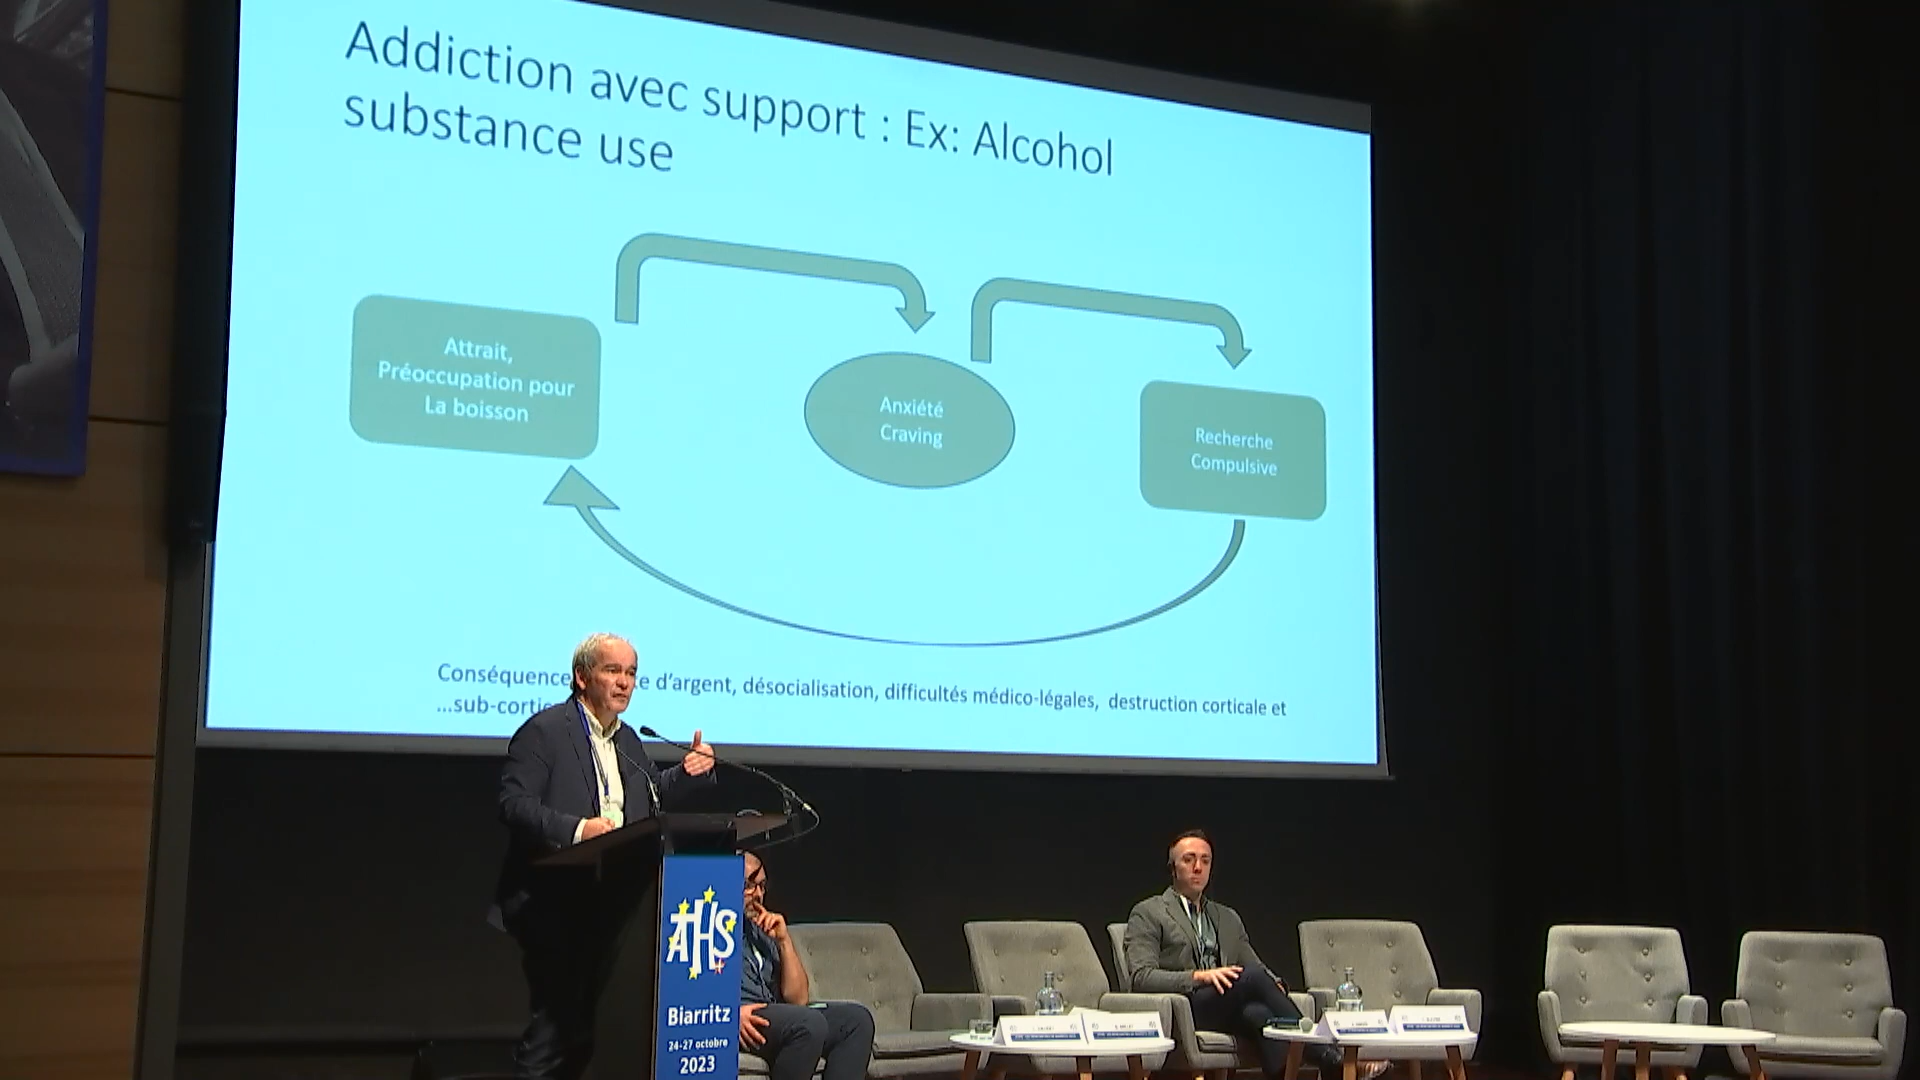 Addiction avec support : Ex: Alcohol
substance use
Attrait,
Préoccupation pour
La boisson
Anxiété
Craving
Recherche
Compulsive
Conséquence e d'argent, désocialisation, difficultés médico-légales, destruction corticale et
...sub-cortic
AHS
Biarritz
24-27 octobre
2023